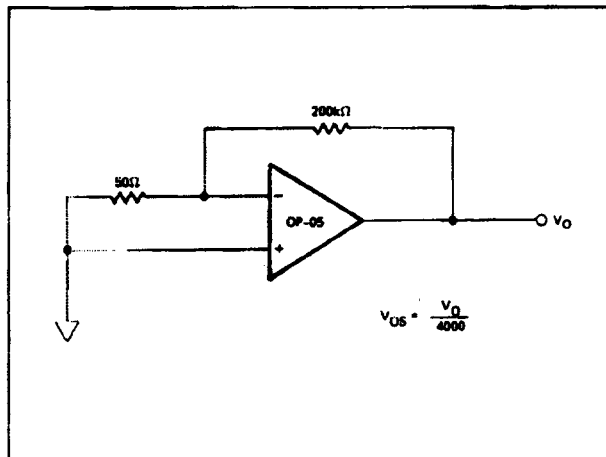 200kΩ
50Ω
−
OP-05
+
VO
VOS = VO
4000